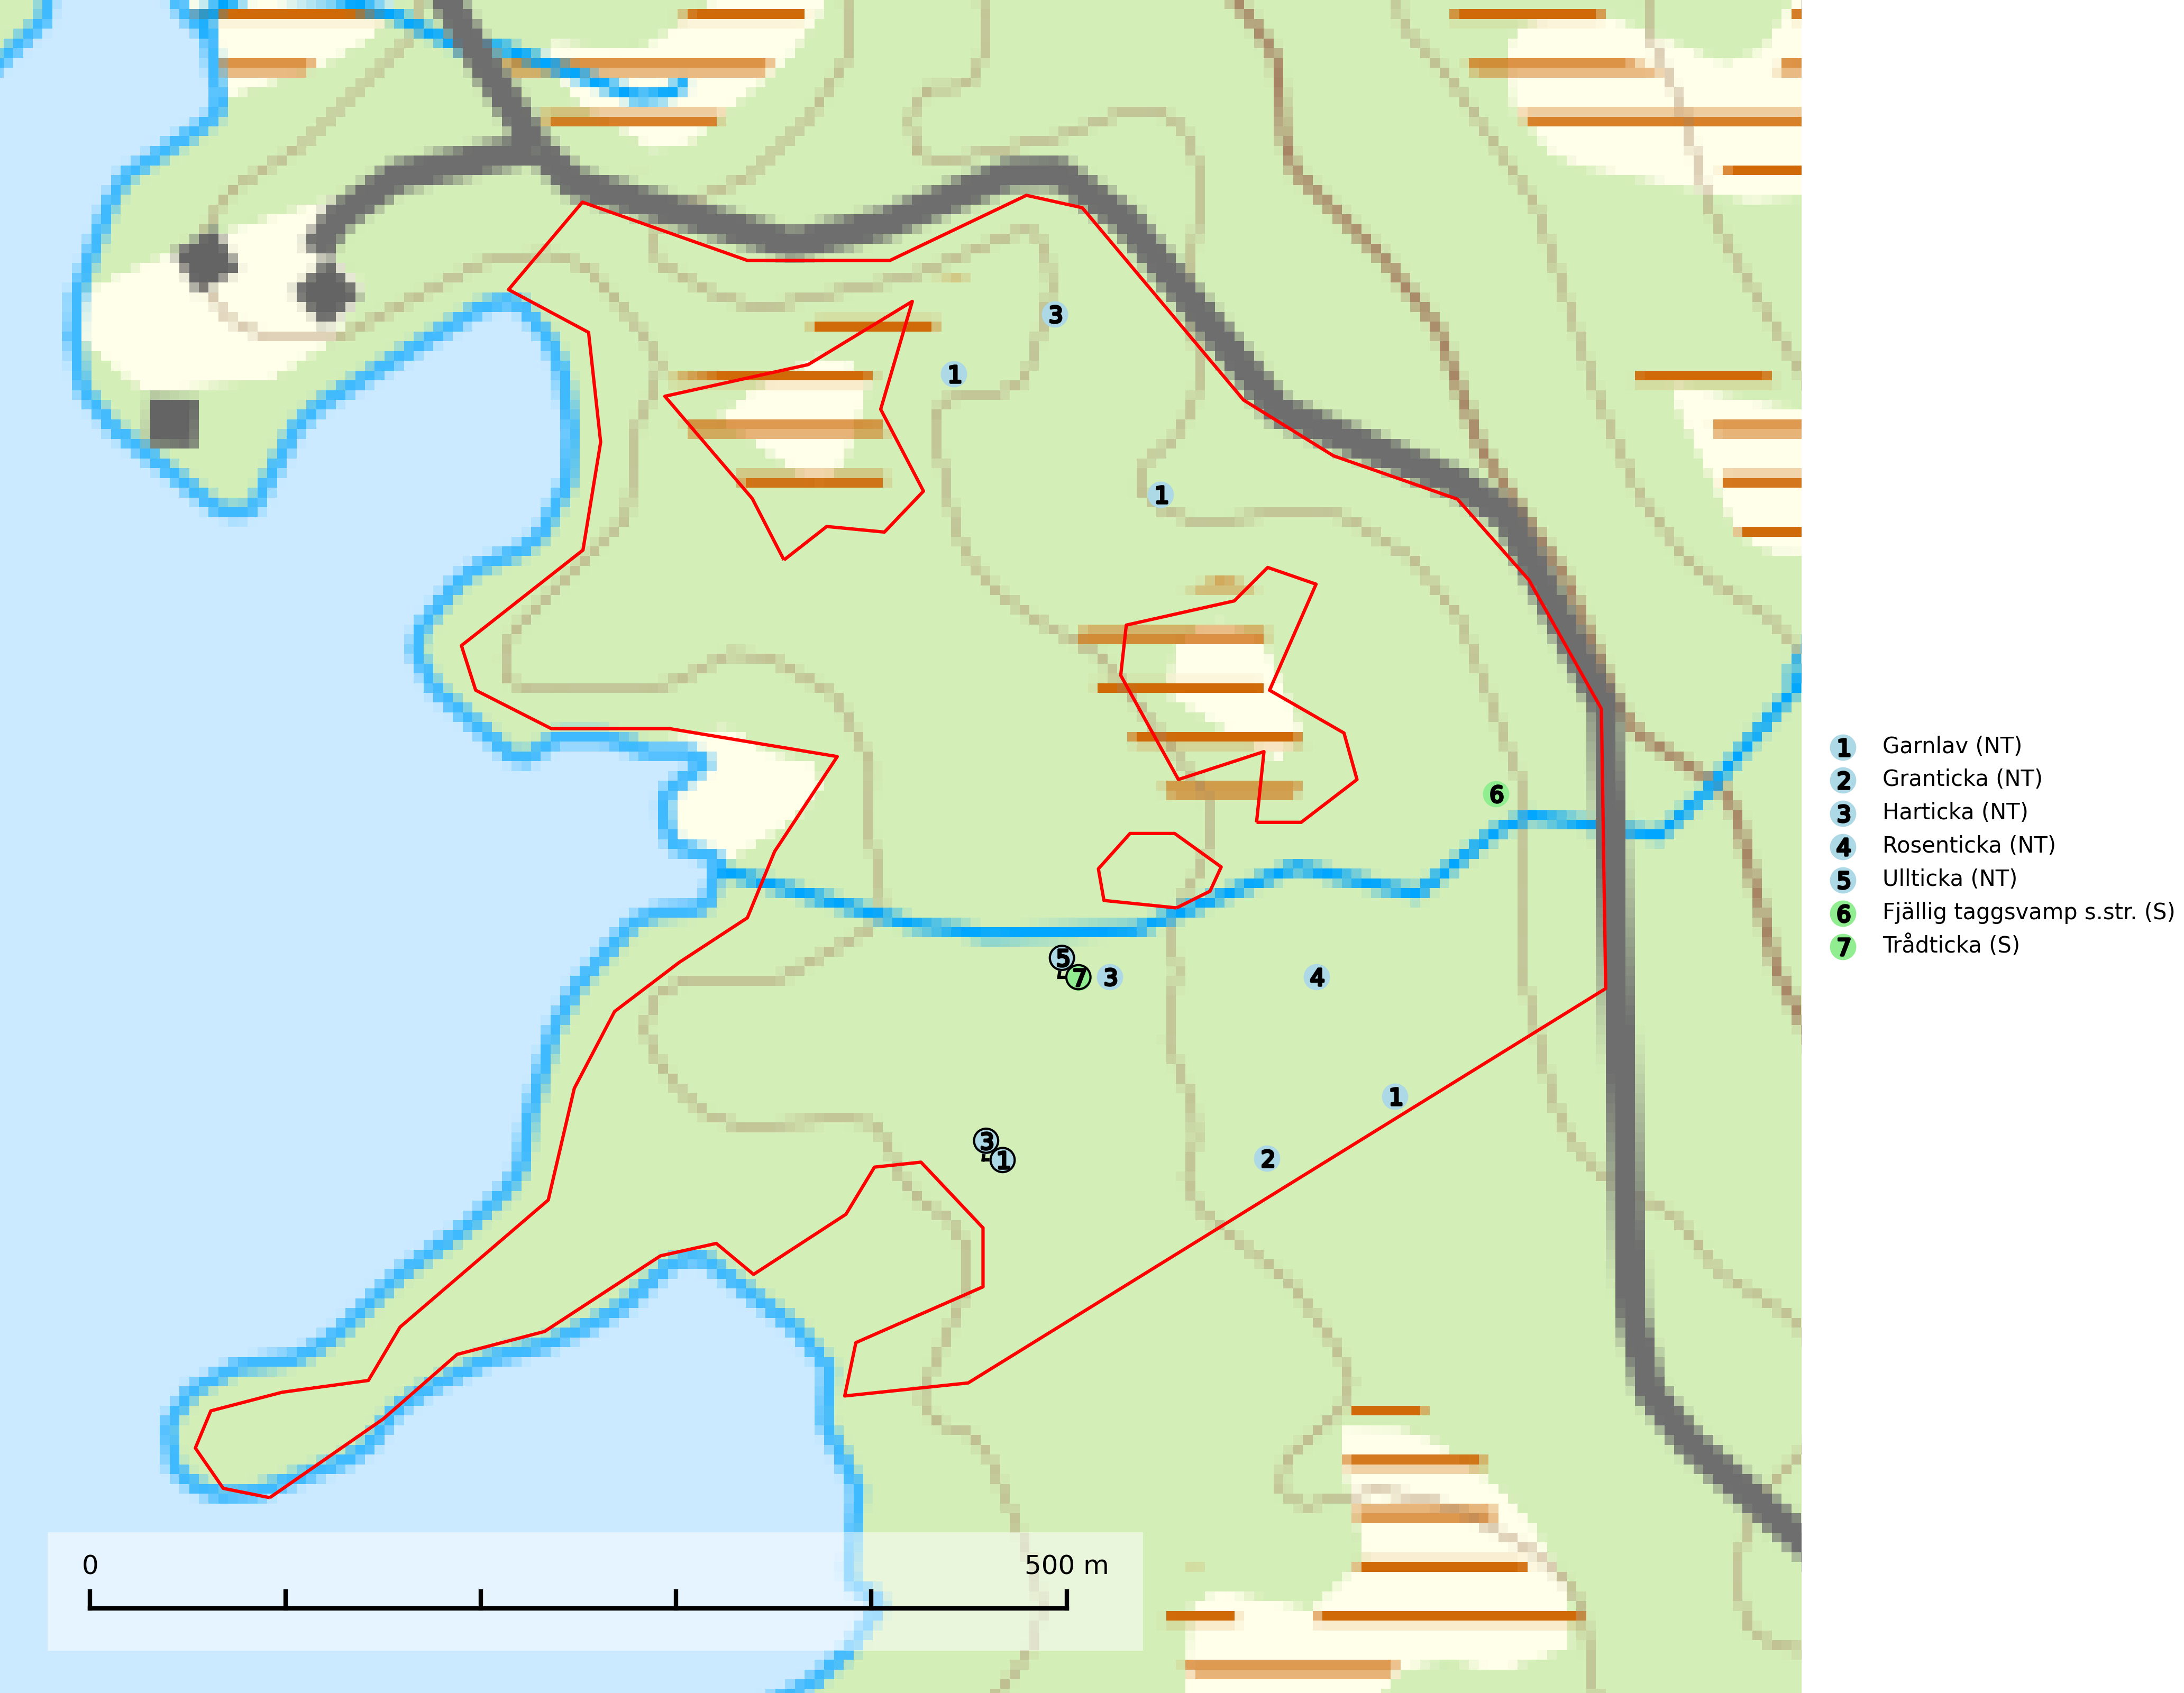 3
1
1
6
5
7 3 4
1
3
1
2
1 Garnlav (NT)
2 Granticka (NT)
3 Harticka (NT)
4 Rosenticka (NT)
5 Ullticka (NT)
6 Fjällig taggsvamp s.str. (S)
7 Trådticka (S)
0 500 m